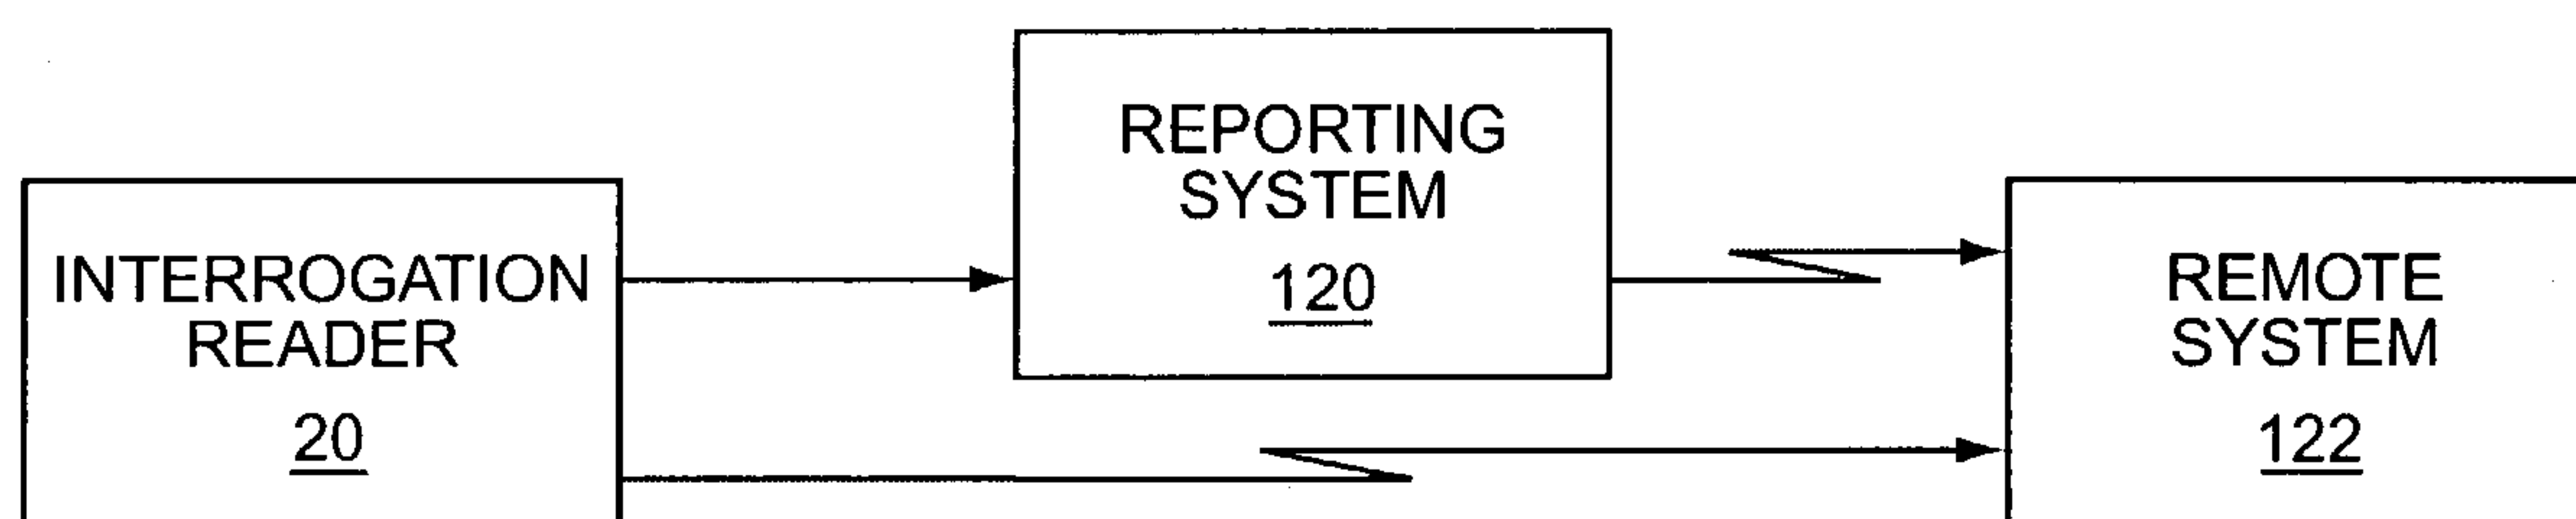 INTERROGATION
READER
20
REPORTING
SYSTEM
120
REMOTE
SYSTEM
122